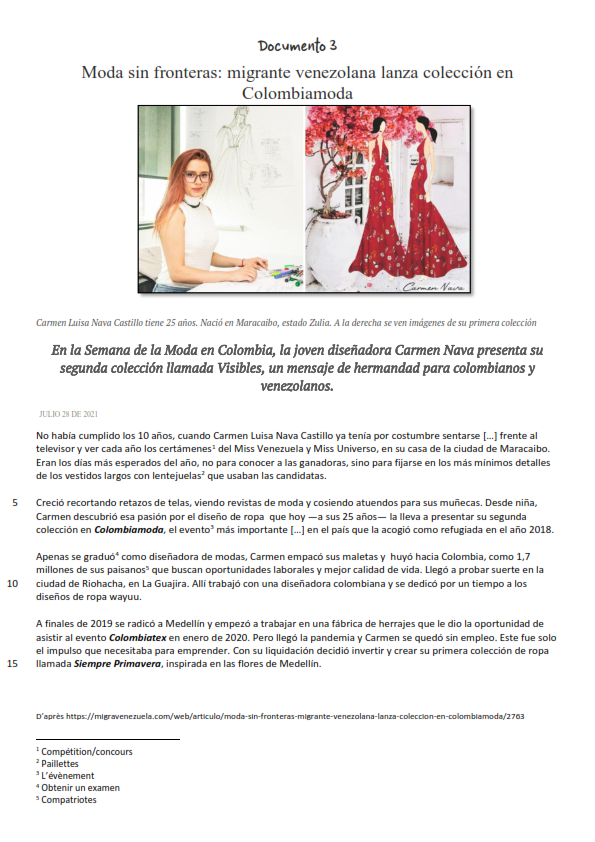 Documento 3
Moda sin fronteras: migrante venezolana lanza colección en
Colombiamoda
Carmen Nava
Carmen Luisa Nava Castillo tiene 25 años. Nació en Maracaibo, estado Zulia. A la derecha se ven imágenes de su primera colección
En la Semana de la Moda en Colombia, la joven diseñadora Carmen Nava presenta su
segunda colección llamada Visibles, un mensaje de hermandad para colombianos y
venezolanos.
JULIO 28 DE 2021
No había cumplido los 10 años, cuando Carmen Luisa Nava Castillo ya tenía por costumbre sentarse [...] frente al
televisor y ver cada año los certámenes¹ del Miss Venezuela y Miss Universo, en su casa de la ciudad de Maracaibo.
Eran los días más esperados del año, no para conocer a las ganadoras, sino para fijarse en los más mínimos detalles
de los vestidos largos con lentejuelas² que usaban las candidatas.
5 Creció recortando retazos de telas, viendo revistas de moda y cosiendo atuendos para sus muñecas. Desde niña,
Carmen descubrió esa pasión por el diseño de ropa que hoy —a sus 25 años— la lleva a presentar su segunda
colección en Colombiamoda, el evento³ más importante [...] en el país que la acogió como refugiada en el año 2018.
Apenas se graduó⁴ como diseñadora de modas, Carmen empacó sus maletas y huyó hacia Colombia, como 1,7
millones de sus paisanos⁵ que buscan oportunidades laborales y mejor calidad de vida. Llegó a probar suerte en la
10 ciudad de Riohacha, en La Guajira. Allí trabajó con una diseñadora colombiana y se dedicó por un tiempo a los
diseños de ropa wayuu.
A finales de 2019 se radicó a Medellín y empezó a trabajar en una fábrica de herrajes que le dio la oportunidad de
asistir al evento Colombiatex en enero de 2020. Pero llegó la pandemia y Carmen se quedó sin empleo. Este fue solo
el impulso que necesitaba para emprender. Con su liquidación decidió invertir y crear su primera colección de ropa
15 llamada Siempre Primavera, inspirada en las flores de Medellín.
D'après https://migravenezuela.com/web/articulo/moda-sin-fronteras-migrante-venezolana-lanza-coleccion-en-colombiamoda/2763
¹ Compétition/concours
² Paillettes
³ L'évènement
⁴ Obtenir un examen
⁵ Compatriotes